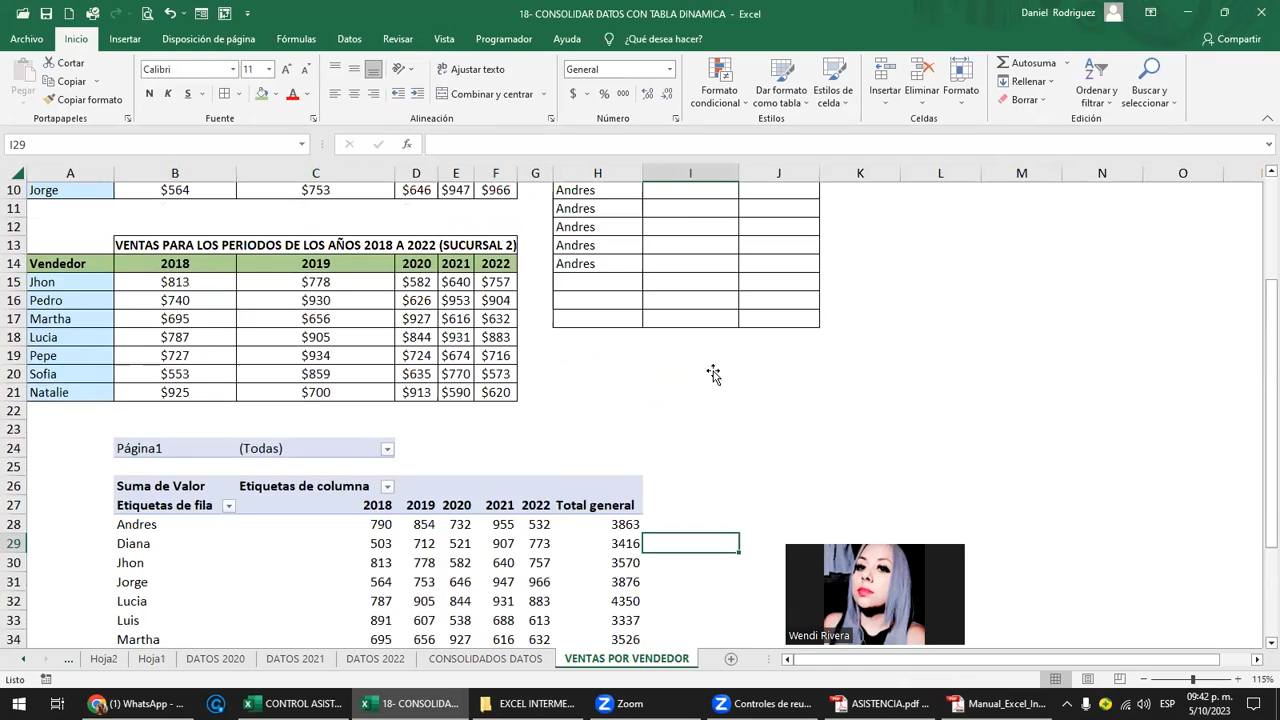 18- CONSOLIDAR DATOS CON TABLA DINAMICA - Excel
Daniel Rodriguez
Archivo Inicio Insertar Disposición de página Fórmulas Datos Revisar Vista Programador Ayuda ¿Qué desea hacer? Compartir
Pegar
Cortar
Copiar
Copiar formato
Calibri 11
N K S
Ajustar texto
Combinar y centrar
General
$ % 000
Formato condicional
Dar formato como tabla
Estilos de celda
Insertar Eliminar Formato
Autosuma
Rellenar
Borrar
Ordenar y filtrar
Buscar y seleccionar
Portapapeles Fuente Alineación Número Estilos Celdas Edición
I29
A B C D E F G H I J K L M N O
10 Jorge $564 $753 $646 $947 $966 Andres
11 Andres
12 Andres
13 VENTAS PARA LOS PERIODOS DE LOS AÑOS 2018 A 2022 (SUCURSAL 2) Andres
14 Vendedor 2018 2019 2020 2021 2022 Andres
15 Jhon $813 $778 $582 $640 $757
16 Pedro $740 $930 $626 $953 $904
17 Martha $695 $656 $927 $616 $632
18 Lucia $787 $905 $844 $931 $883
19 Pepe $727 $934 $724 $674 $716
20 Sofia $553 $859 $635 $770 $573
21 Natalie $925 $700 $913 $590 $620
22
23
24 Página1 (Todas)
25
26 Suma de Valor Etiquetas de columna
27 Etiquetas de fila 2018 2019 2020 2021 2022 Total general
28 Andres 790 854 732 955 532 3863
29 Diana 503 712 521 907 773 3416
30 Jhon 813 778 582 640 757 3570
31 Jorge 564 753 646 947 966 3876
32 Lucia 787 905 844 931 883 4350
33 Luis 891 607 538 688 613 3337
34 Martha 695 656 927 616 632 3526
Wendi Rivera
... Hoja2 Hoja1 DATOS 2020 DATOS 2021 DATOS 2022 CONSOLIDADOS DATOS VENTAS POR VENDEDOR
Listo
115%
(1) WhatsApp - ...
CONTROL ASIST...
18- CONSOLIDA...
EXCEL INTERME...
Zoom
Controles de reu...
ASISTENCIA.pdf ...
Manual_Excel_In...
ESP
09:42 p. m.
5/10/2023